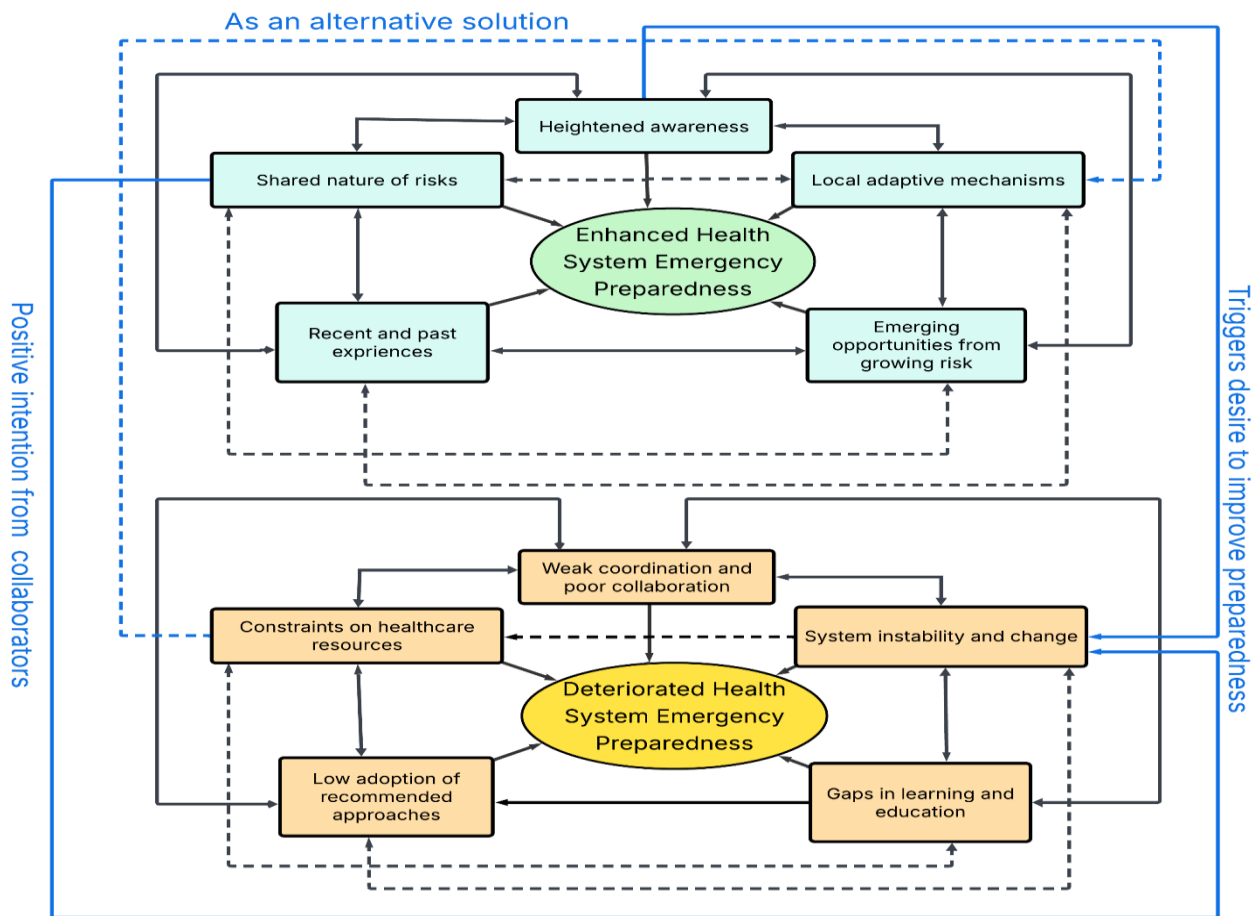 As an alternative solution
Heightened awareness
Shared nature of risks
Local adaptive mechanisms
Enhanced Health
System Emergency
Preparedness
Recent and past
expriences
Emerging
opportunities from
growing risk
Positive intention from collaborators
Triggers desire to improve preparedness
Weak coordination and
poor collaboration
Constraints on healthcare
resources
System instability and change
Deteriorated Health
System Emergency
Preparedness
Low adoption of
recommended
approaches
Gaps in learning and
education